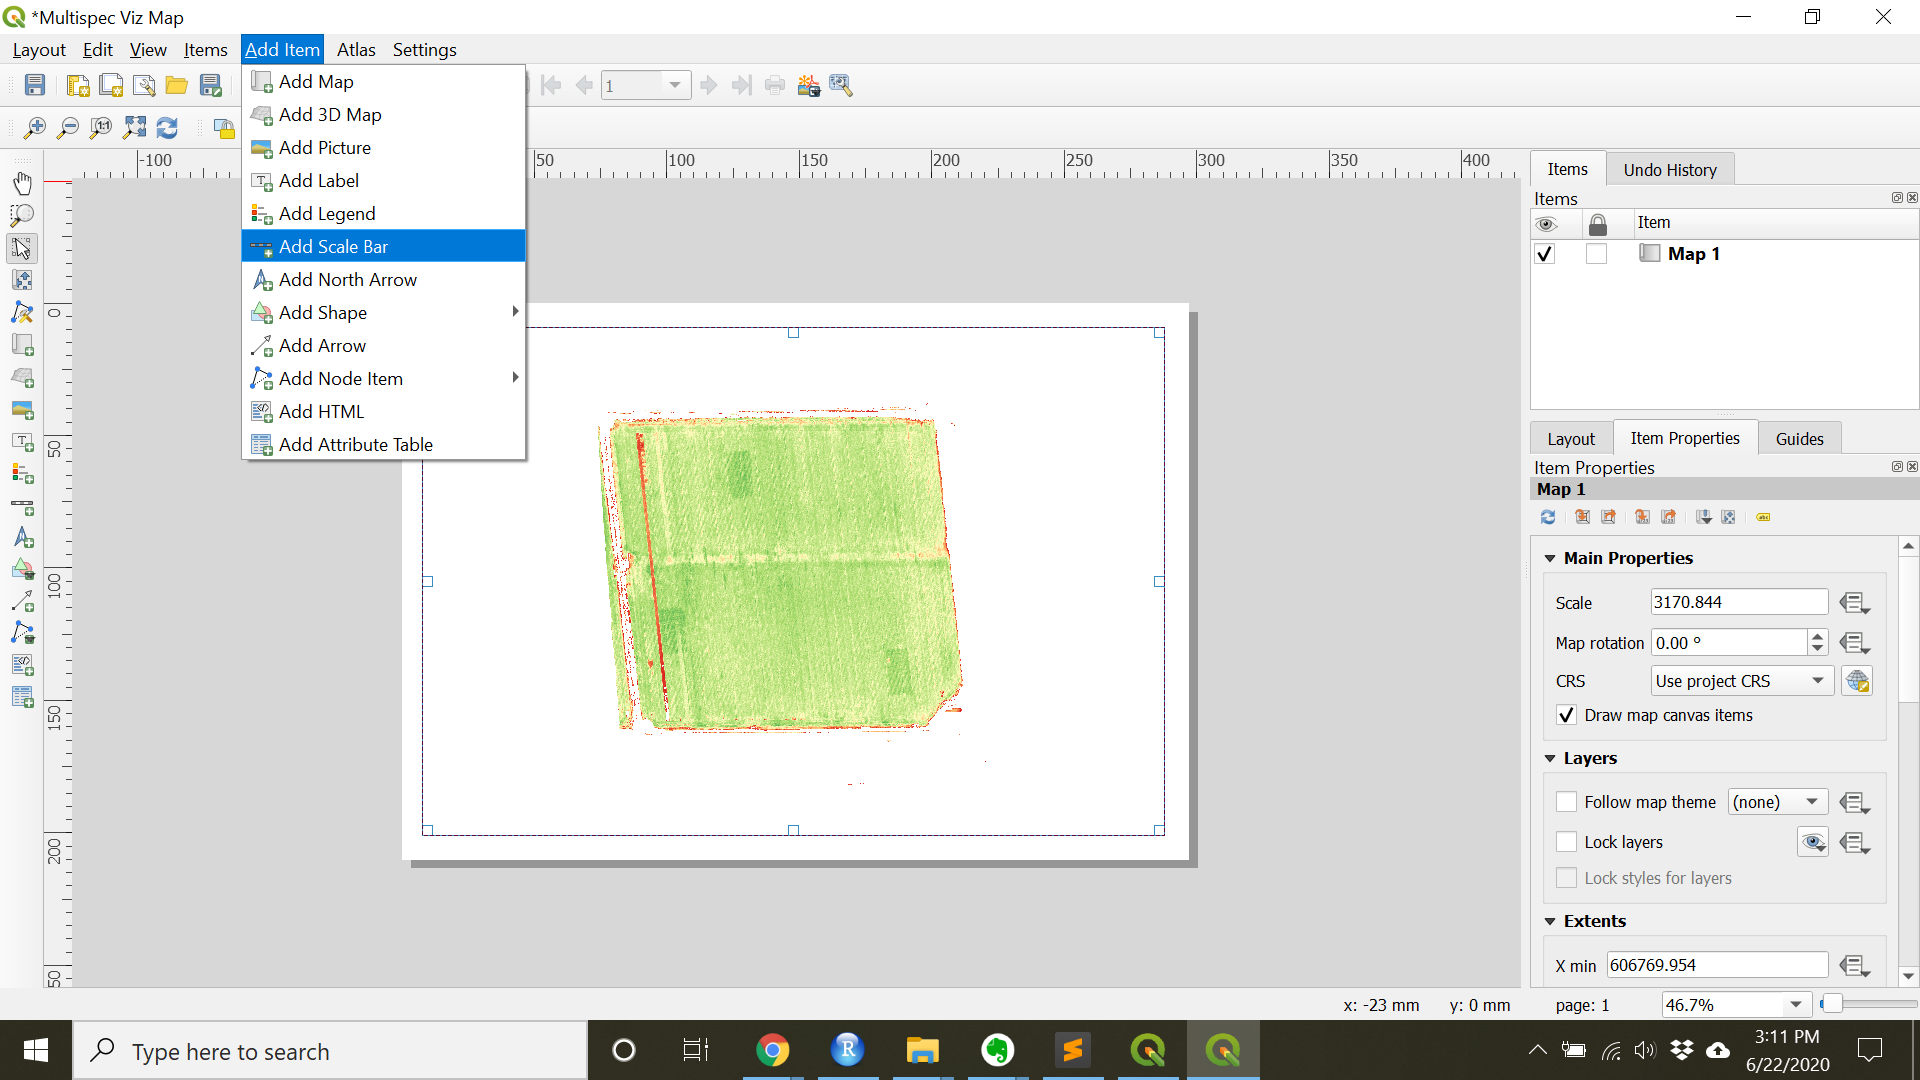 *Multispec Viz Map
Layout Edit View Items Add Item Atlas Settings
1
Add Map
Add 3D Map
Add Picture
Add Label
Add Legend
Add Scale Bar
Add North Arrow
Add Shape
Add Arrow
Add Node Item
Add HTML
Add Attribute Table
-100 50 100 150 200 250 300 350 400
0
50
100
150
200
50
Items Undo History
Items
Item
Map 1
Layout Item Properties Guides
Item Properties
Map 1
Main Properties
Scale 3170.844
Map rotation 0.00 °
CRS Use project CRS
Draw map canvas items
Layers
Follow map theme (none)
Lock layers
Lock styles for layers
Extents
X min 606769.954
x: -23 mm y: 0 mm page: 1 46.7%
Type here to search
3:11 PM
6/22/2020